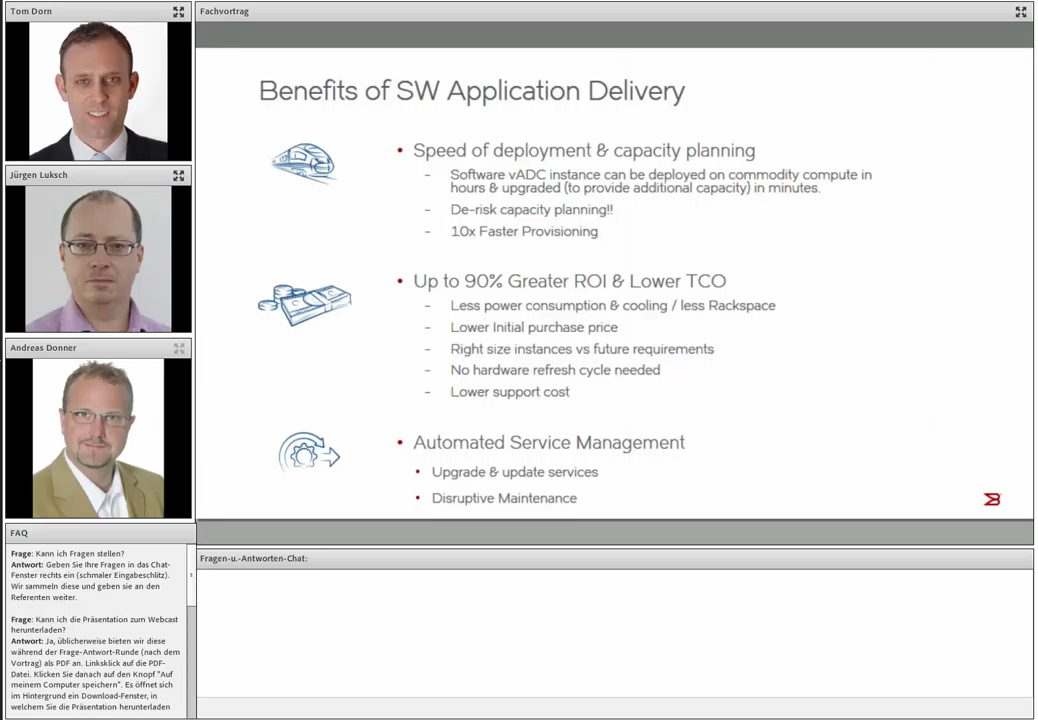 Tom Dorn
Jürgen Luksch
Andreas Donner
FAQ
Frage: Kann ich Fragen stellen?
Antwort: Geben Sie Ihre Fragen in das Chat-
Fenster rechts ein (schmaler Eingabeschlitz).
Wir sammeln diese und geben sie an den
Referenten weiter.
Frage: Kann ich die Präsentation zum Webcast
herunterladen?
Antwort: Ja, üblicherweise bieten wir diese
während der Frage-Antwort-Runde (nach dem
Vortrag) als PDF an. Linksklick auf die PDF-
Datei. Klicken Sie danach auf den Knopf "Auf
meinem Computer speichern". Es öffnet sich
im Hintergrund ein Download-Fenster, in
welchem Sie die Präsentation herunterladen
Fachvortrag
Benefits of SW Application Delivery
• Speed of deployment & capacity planning
- Software vADC instance can be deployed on commodity compute in
hours & upgraded (to provide additional capacity) in minutes.
- De-risk capacity planning!!
- 10x Faster Provisioning
• Up to 90% Greater ROI & Lower TCO
- Less power consumption & cooling / less Rackspace
- Lower Initial purchase price
- Right size instances vs future requirements
- No hardware refresh cycle needed
- Lower support cost
• Automated Service Management
• Upgrade & update services
• Disruptive Maintenance
Fragen-u.-Antworten-Chat: